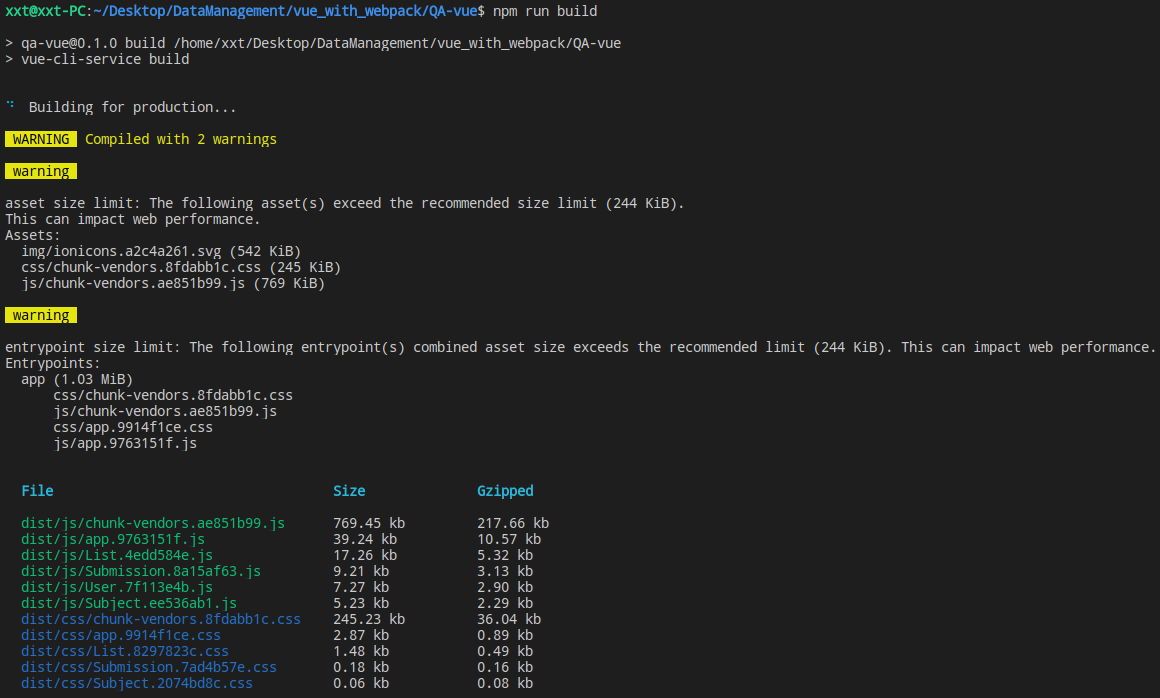 xxt@xxt-PC:~/Desktop/DataManagement/vue_with_webpack/QA-vue$ npm run build
> qa-vue@0.1.0 build /home/xxt/Desktop/DataManagement/vue_with_webpack/QA-vue
> vue-cli-service build
Building for production...
WARNING Compiled with 2 warnings
warning
asset size limit: The following asset(s) exceed the recommended size limit (244 KiB).
This can impact web performance.
Assets:
img/ionicons.a2c4a261.svg (542 KiB)
css/chunk-vendors.8fdabb1c.css (245 KiB)
js/chunk-vendors.ae851b99.js (769 KiB)
warning
entrypoint size limit: The following entrypoint(s) combined asset size exceeds the recommended limit (244 KiB). This can impact web performance.
Entrypoints:
app (1.03 MiB)
css/chunk-vendors.8fdabb1c.css
js/chunk-vendors.ae851b99.js
css/app.9914f1ce.css
js/app.9763151f.js
File Size Gzipped
dist/js/chunk-vendors.ae851b99.js 769.45 kb 217.66 kb
dist/js/app.9763151f.js 39.24 kb 10.57 kb
dist/js/List.4edd584e.js 17.26 kb 5.32 kb
dist/js/Submission.8a15af63.js 9.21 kb 3.13 kb
dist/js/User.7f113e4b.js 7.27 kb 2.90 kb
dist/js/Subject.ee536ab1.js 5.23 kb 2.29 kb
dist/css/chunk-vendors.8fdabb1c.css 245.23 kb 36.04 kb
dist/css/app.9914f1ce.css 2.87 kb 0.89 kb
dist/css/List.8297823c.css 1.48 kb 0.49 kb
dist/css/Submission.7ad4b57e.css 0.18 kb 0.16 kb
dist/css/Subject.2074bd8c.css 0.06 kb 0.08 kb